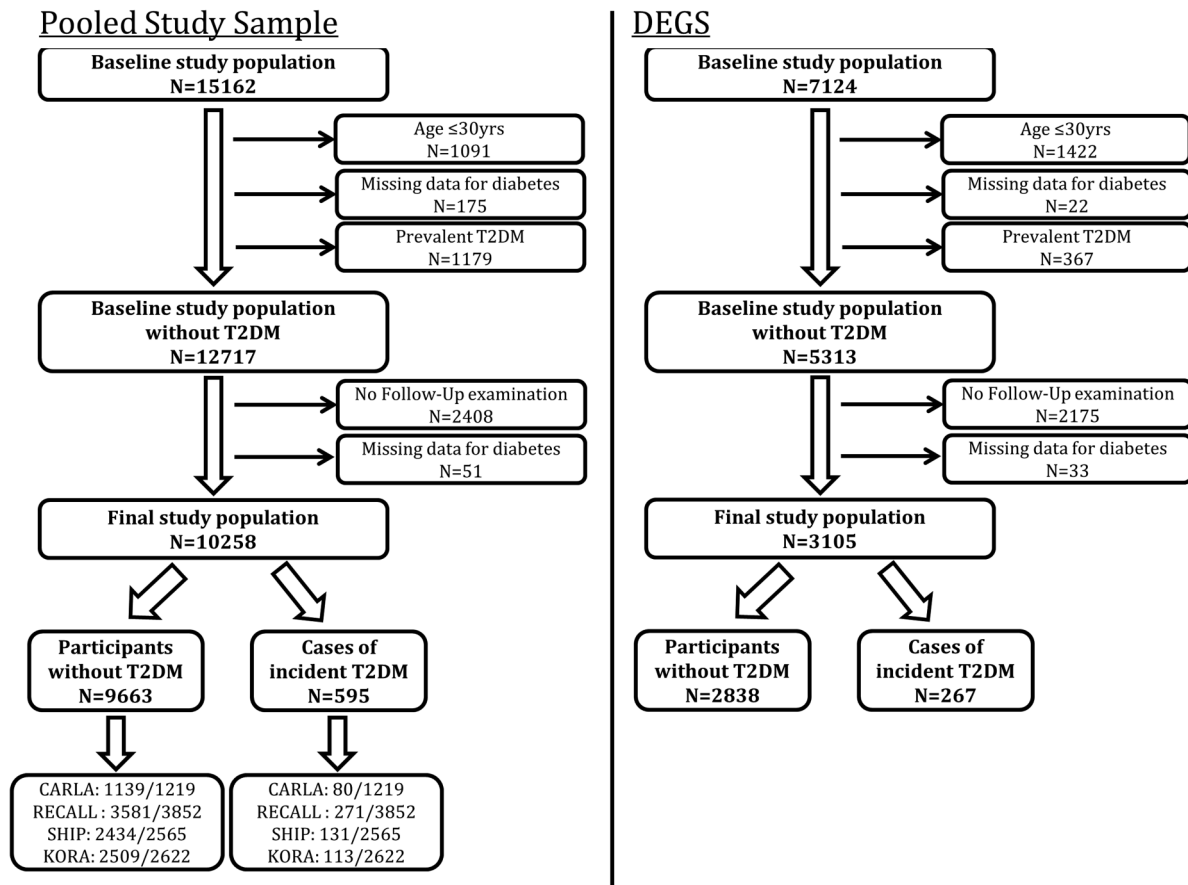 Pooled Study Sample
Baseline study population
N=15162
Age ≤30yrs
N=1091
Missing data for diabetes
N=175
Prevalent T2DM
N=1179
Baseline study population
without T2DM
N=12717
No Follow-Up examination
N=2408
Missing data for diabetes
N=51
Final study population
N=10258
Participants
without T2DM
N=9663
Cases of
incident T2DM
N=595
CARLA: 1139/1219
RECALL : 3581/3852
SHIP: 2434/2565
KORA: 2509/2622
CARLA: 80/1219
RECALL: 271/3852
SHIP: 131/2565
KORA: 113/2622
DEGS
Baseline study population
N=7124
Age ≤30yrs
N=1422
Missing data for diabetes
N=22
Prevalent T2DM
N=367
Baseline study population
without T2DM
N=5313
No Follow-Up examination
N=2175
Missing data for diabetes
N=33
Final study population
N=3105
Participants
without T2DM
N=2838
Cases of
incident T2DM
N=267